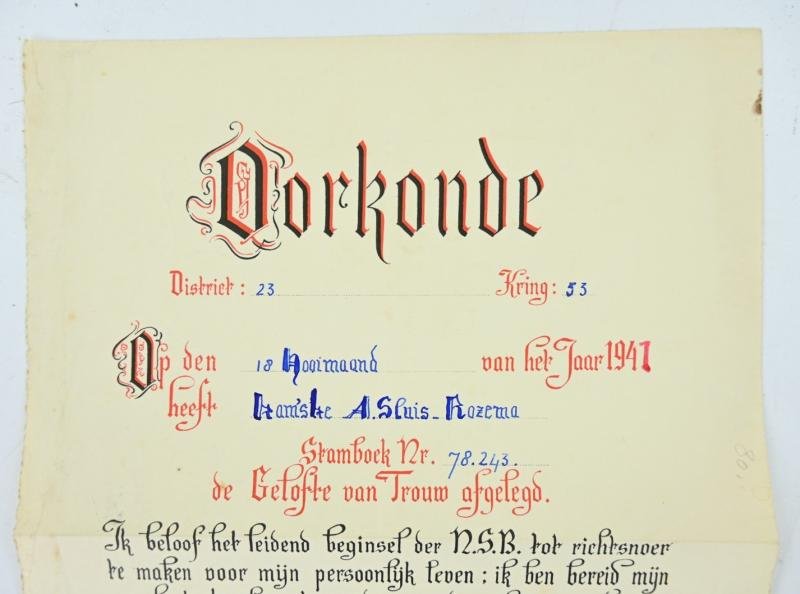 Oorkonde
District: 23 Kring: 53
Op den 18 Hooimaand van het Jaar 1941
heeft A. Sluis-Rozema
Stamboek Nr. 78.243.
de Gelofte van Trouw afgelegd.
Ik beloof het leidend beginsel der N.S.B. tot richtsnoer
te maken voor mijn persoonlijk leven; ik ben bereid mijn
80,-